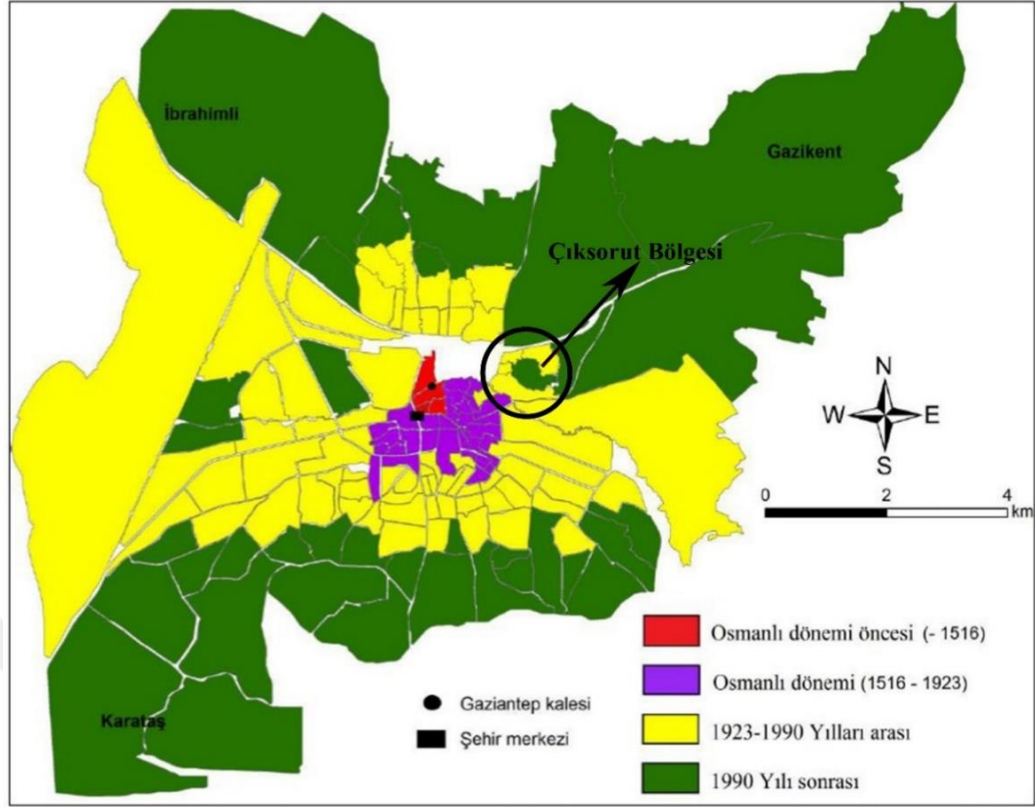 İbrahimli
Gazikent
Çıksorut Bölgesi
N
W E
S
0 2 4
km
Osmanlı dönemi öncesi (- 1516)
Osmanlı dönemi (1516 - 1923)
Gaziantep kalesi
1923-1990 Yılları arası
Şehir merkezi
1990 Yılı sonrası
Karataş